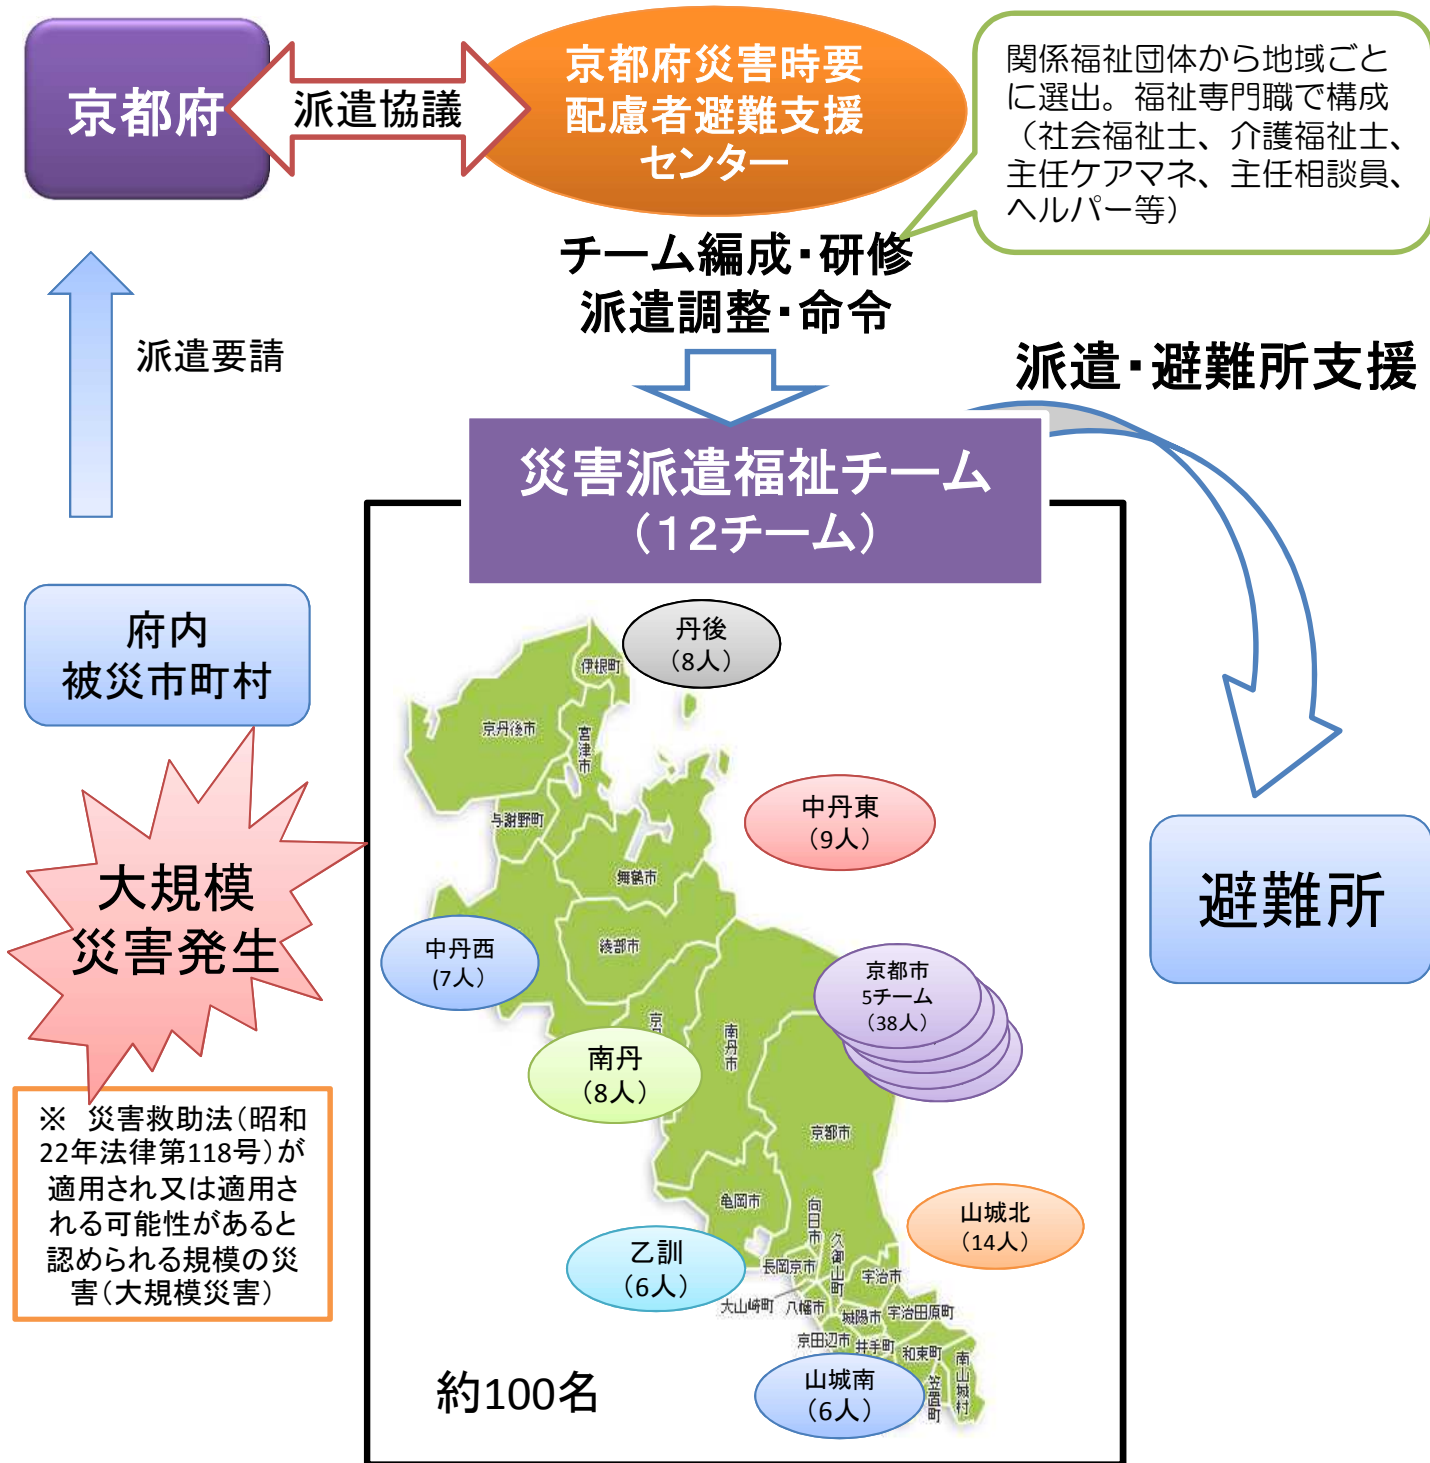 京都府
派遣協議
京都府災害時要
配慮者避難支援
センター
関係福祉団体から地域ごと
に選出。福祉専門職で構成
（社会福祉士、介護福祉士、
主任ケアマネ、主任相談員、
ヘルパー等）
チーム編成・研修
派遣調整・命令
派遣要請
派遣・避難所支援
災害派遣福祉チーム
（12チーム）
府内
被災市町村
大規模
災害発生
※　災害救助法（昭和
22年法律第118号）が
適用され又は適用さ
れる可能性があると
認められる規模の災
害（大規模災害）
避難所
丹後
（8人）
伊根町
京丹後市
宮津市
与謝野町
中丹東
（9人）
舞鶴市
綾部市
中丹西
(7人）
京都市
5チーム
（38人）
南丹市
南丹
（8人）
京都市
亀岡市
向日市
久御山町
山城北
（14人）
乙訓
（6人）
長岡京市
宇治市
大山崎町
八幡市
城陽市
宇治田原町
京田辺市
井手町
和束町
南山城村
笠置町
山城南
（6人）
約100名